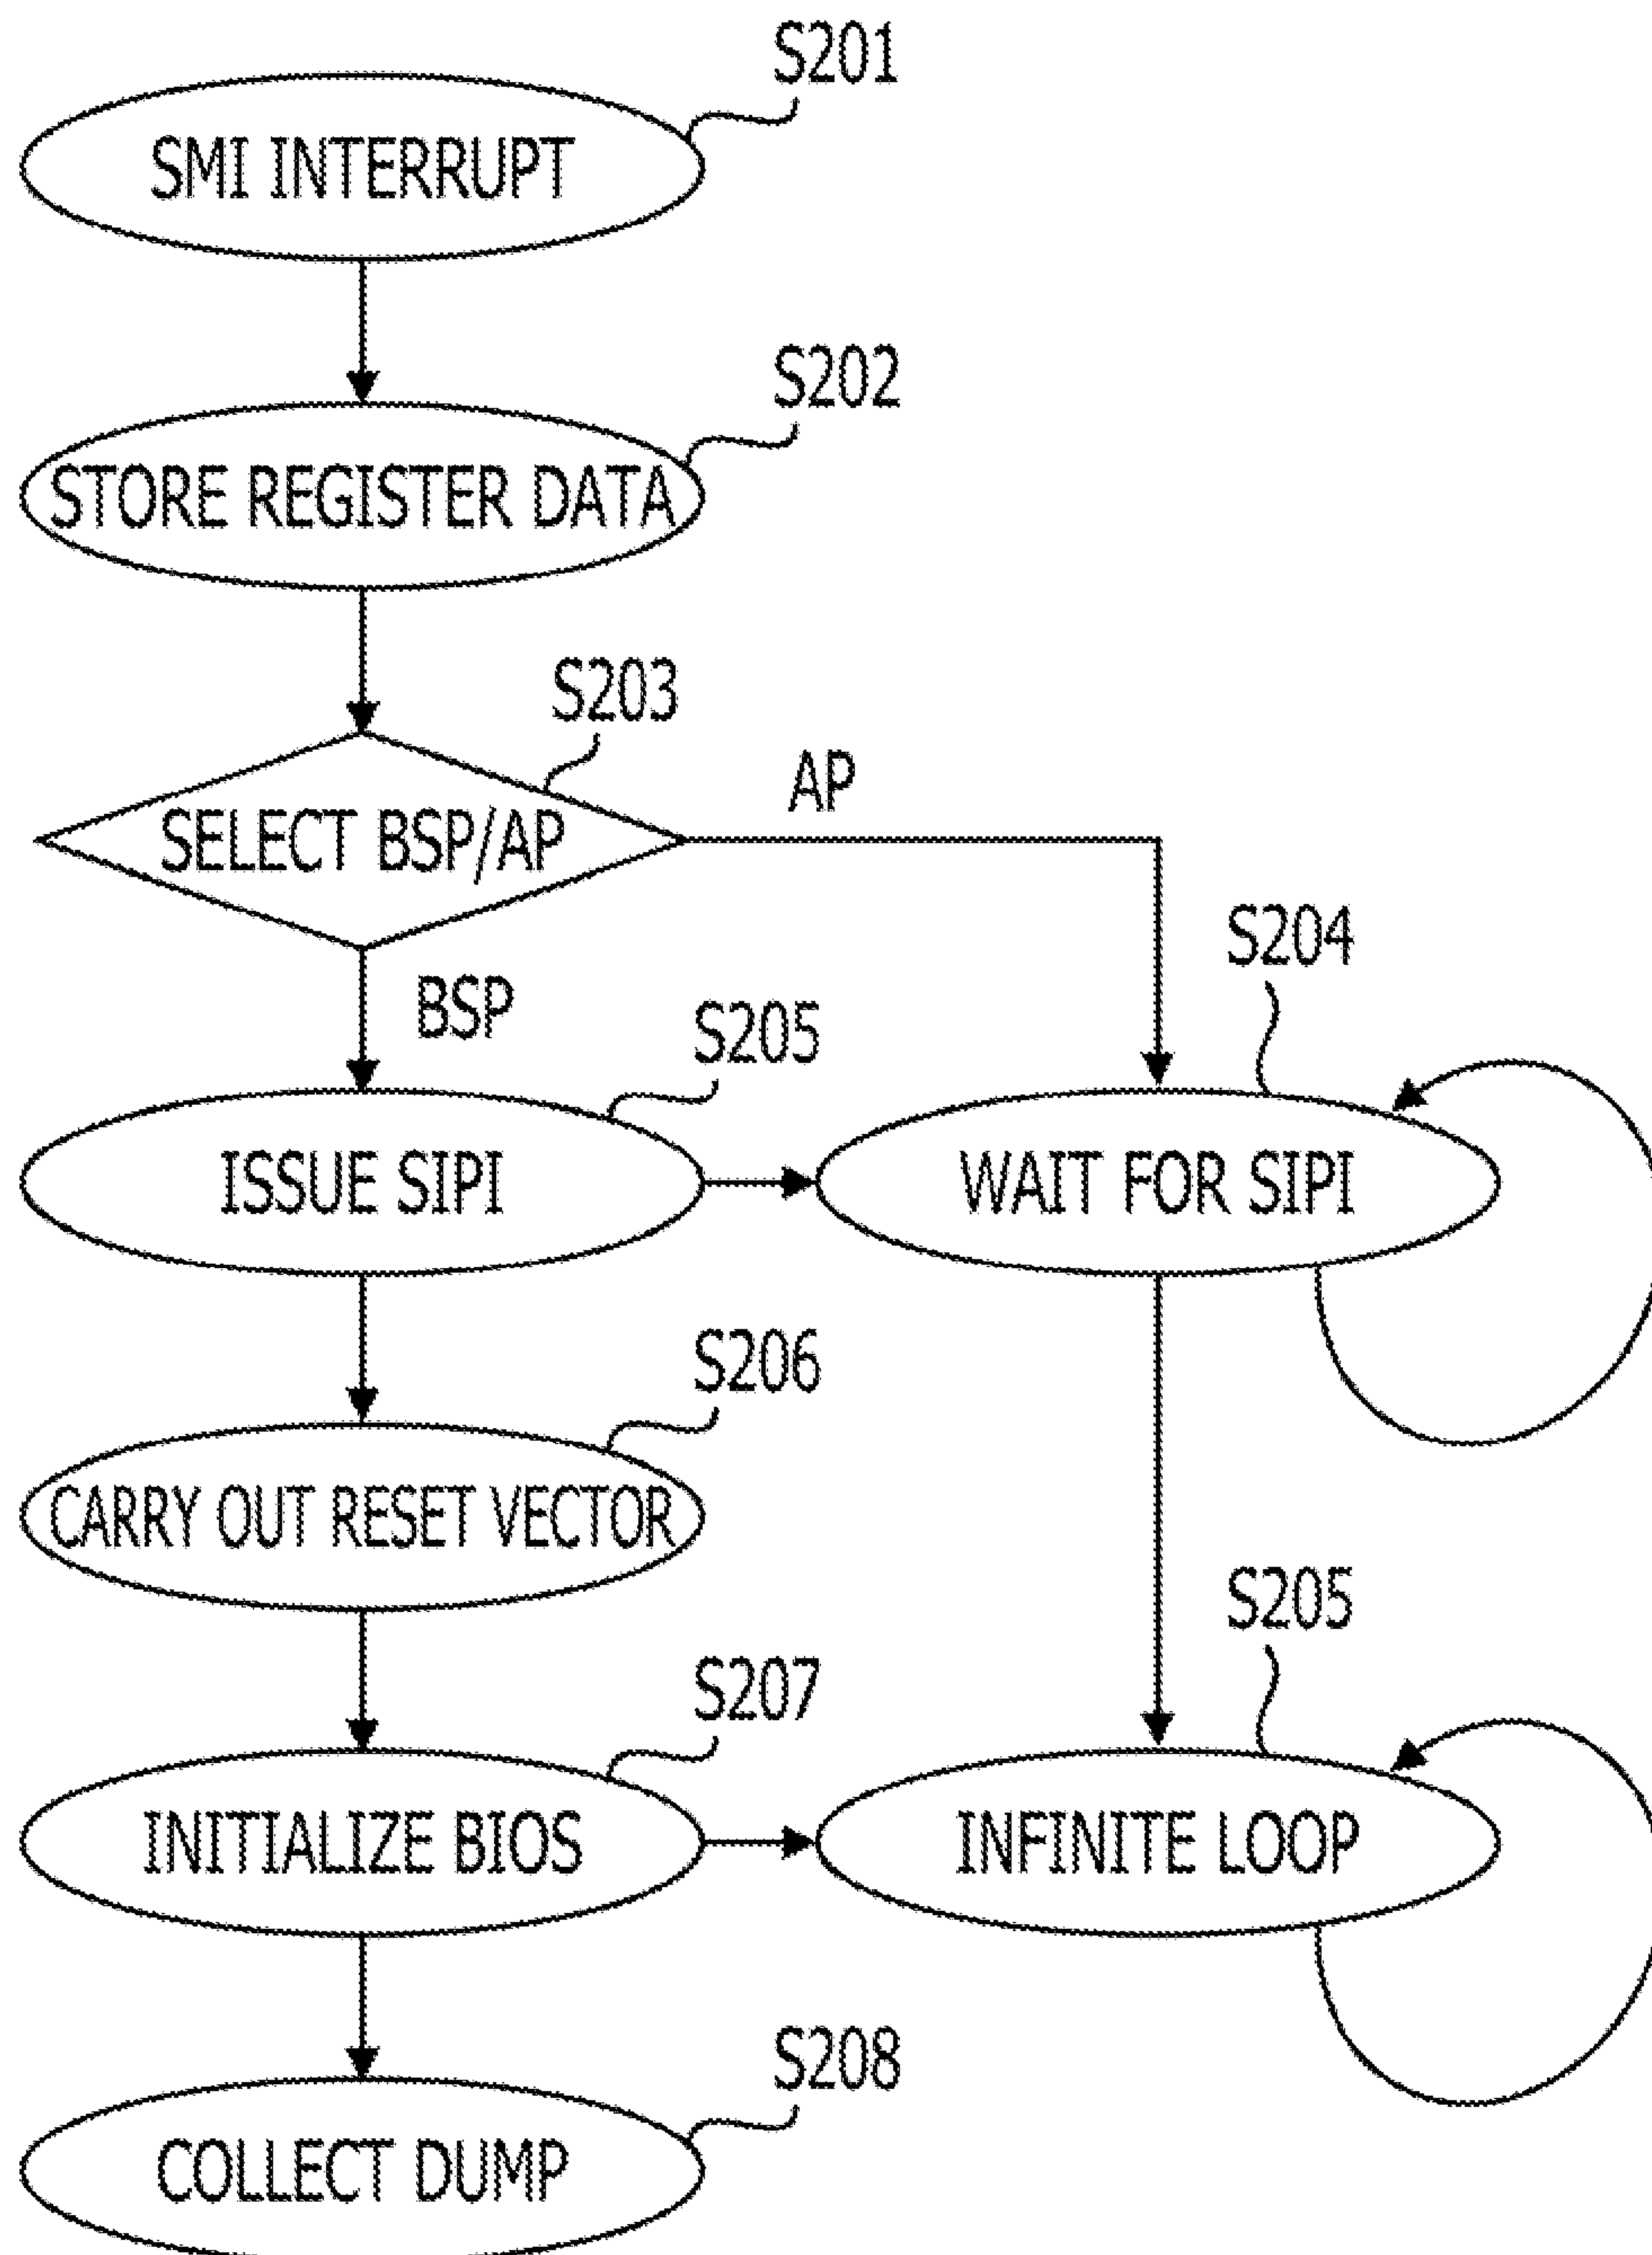 S201
SMI INTERRUPT
S202
STORE REGISTER DATA
S203
SELECT BSP/AP
AP
BSP
S204
S205
ISSUE SIPI
WAIT FOR SIPI
S206
CARRY OUT RESET VECTOR
S205
S207
INITIALIZE BIOS
INFINITE LOOP
S208
COLLECT DUMP